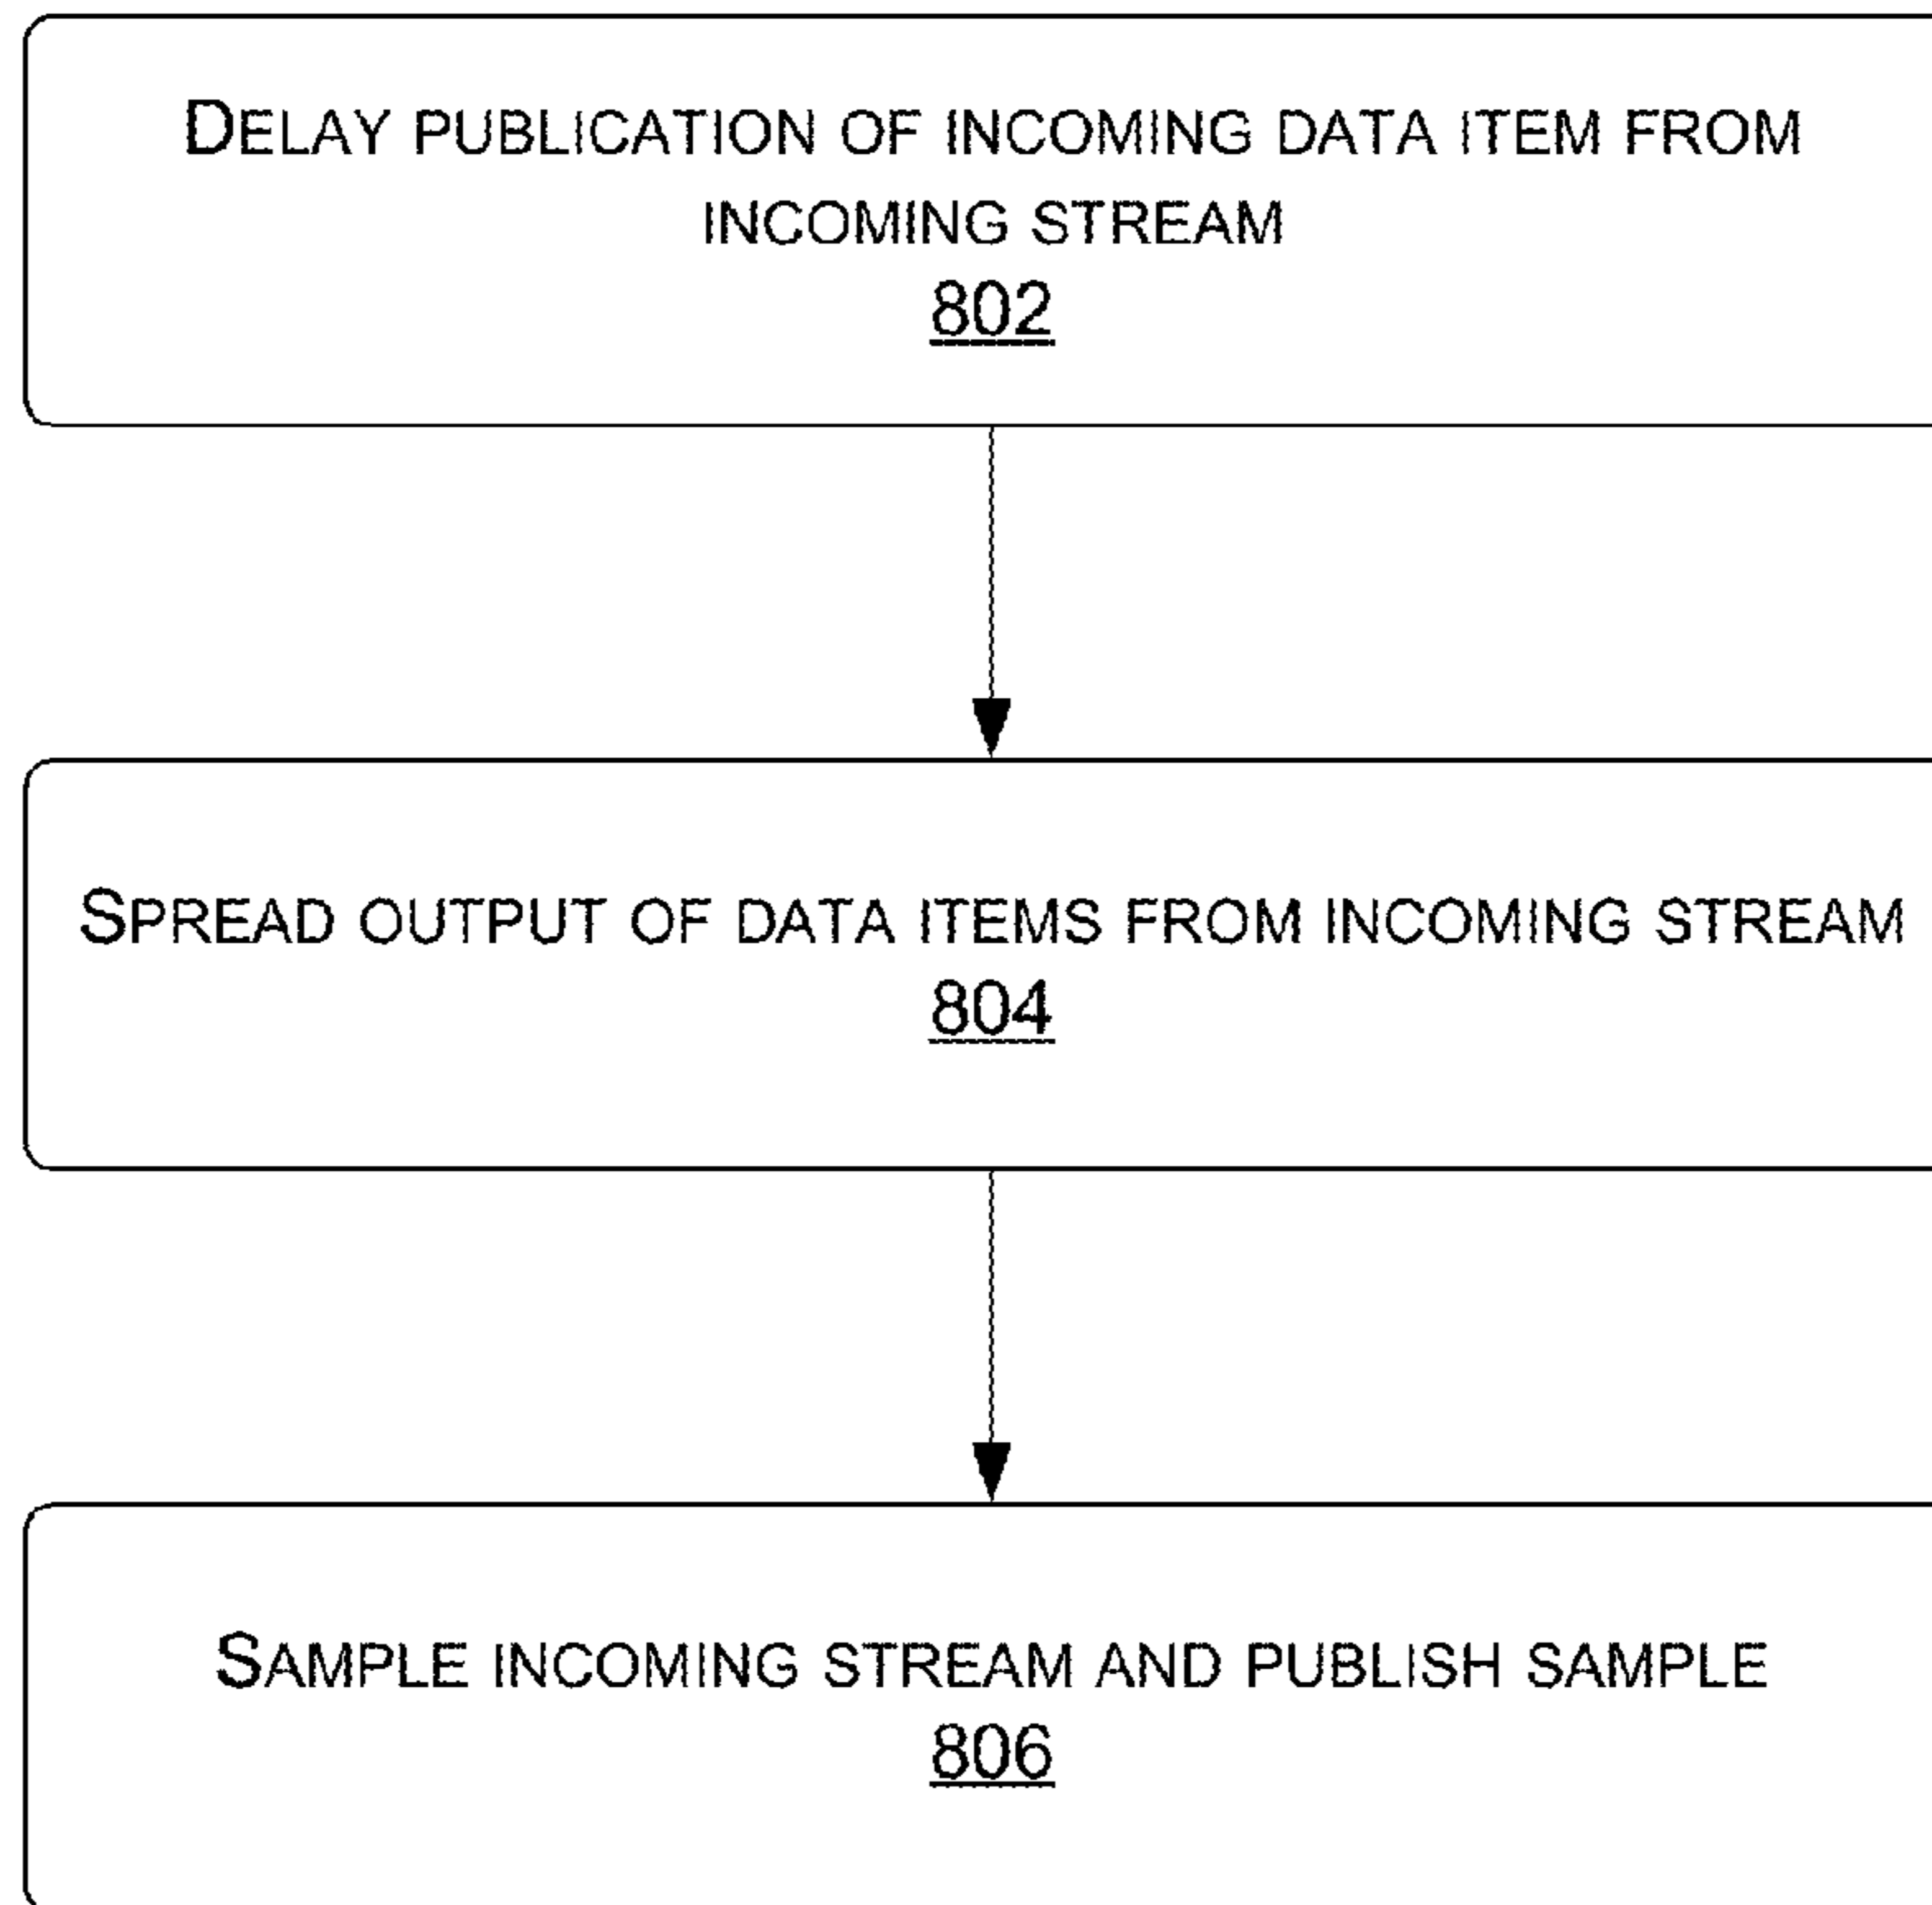 DELAY PUBLICATION OF INCOMING DATA ITEM FROM
INCOMING STREAM
802
SPREAD OUTPUT OF DATA ITEMS FROM INCOMING STREAM
804
SAMPLE INCOMING STREAM AND PUBLISH SAMPLE
806